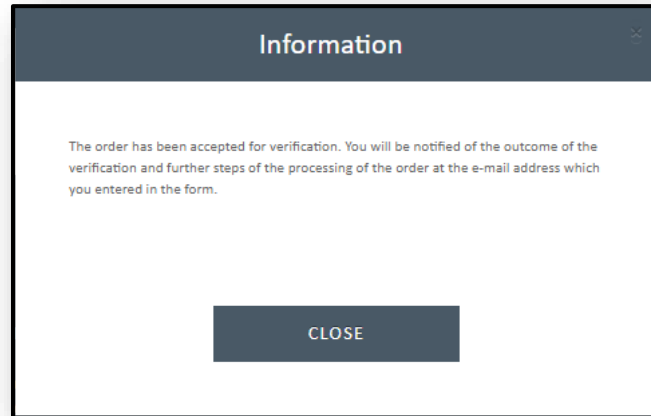 Information
The order has been accepted for verification. You will be notified of the outcome of the
verification and further steps of the processing of the order at the e-mail address which
you entered in the form.
CLOSE